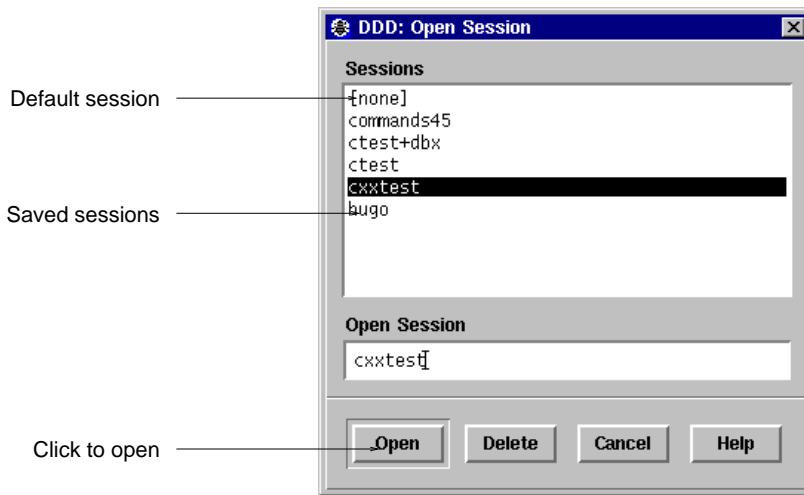 DDD: Open Session
Sessions
Default session
[none]
commands45
ctest+dbx
ctest
cxxtest
Saved sessions
bugo
Open Session
cxxtest
Click to open
Open
Delete
Cancel
Help